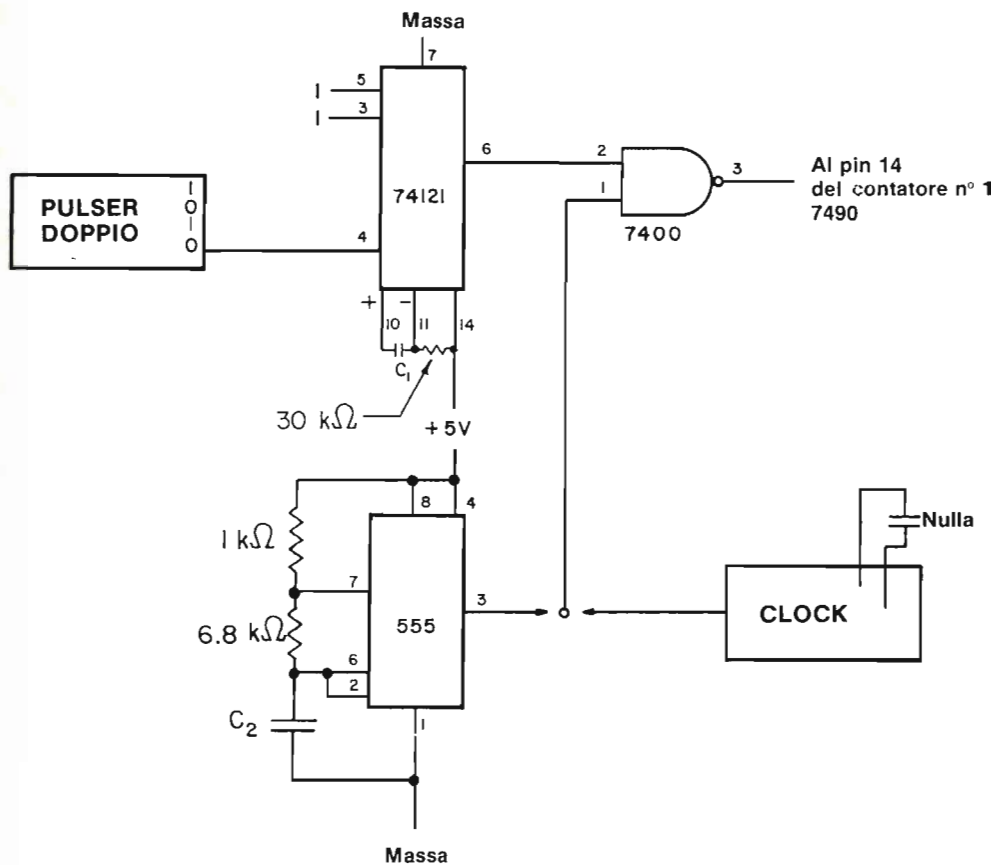 Massa
7
5
1
3
1
6
2
3
1
74121
7400
Al pin 14
del contatore n° 1
7490
PULSER
DOPPIO
1
0
1
0
4
+
−
10
11
14
C1
30 kΩ
+ 5V
8
4
1 kΩ
7
555
3
6.8 kΩ
6
2
C2
1
Massa
Nulla
CLOCK